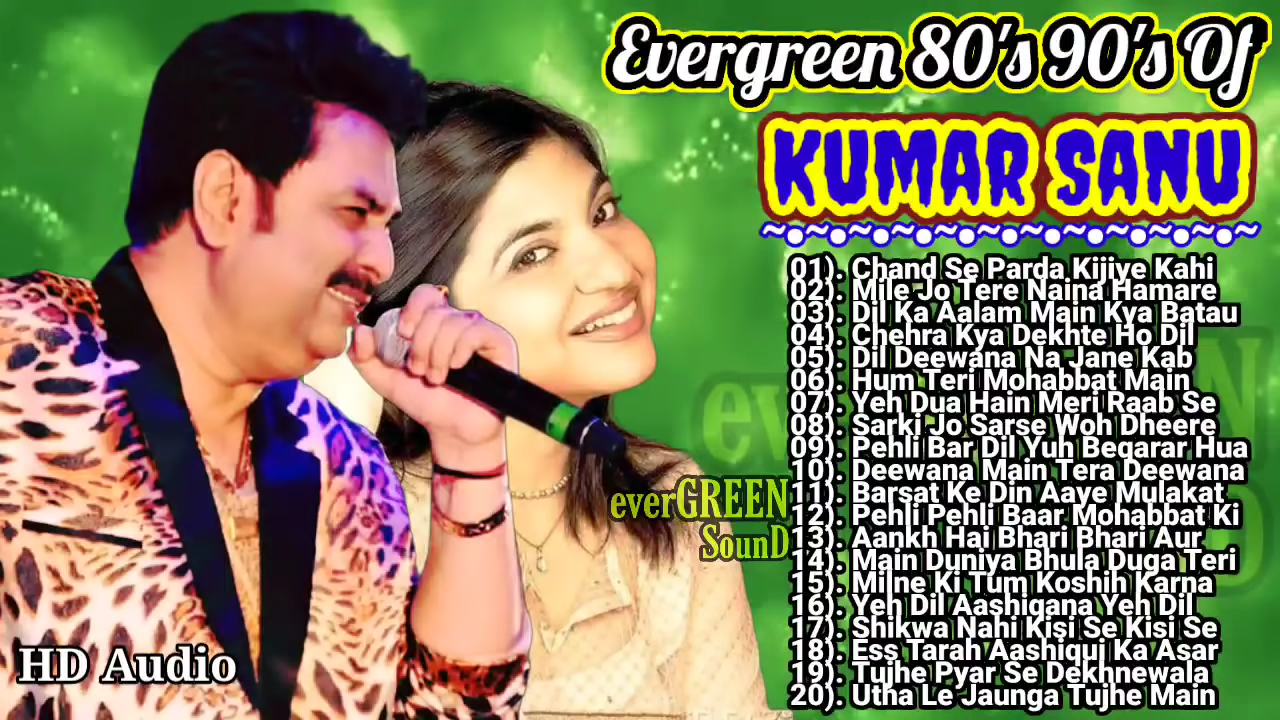 Evergreen 80's 90's Of
KUMAR SANU
01). Chand Se Parda Kijiye Kahi
02). Mile Jo Tere Naina Hamare
03). Dil Ka Aalam Main Kya Batau
04). Chehra Kya Dekhte Ho Dil
05). Dil Deewana Na Jane Kab
06). Hum Teri Mohabbat Main
07). Yeh Dua Hain Meri Raab Se
08). Sarki Jo Sarse Woh Dheere
09). Pehli Bar Dil Yuh Beqarar Hua
10). Deewana Main Tera Deewana
11). Barsat Ke Din Aaye Mulakat
12). Pehli Pehli Baar Mohabbat Ki
13). Aankh Hai Bhari Bhari Aur
14). Main Duniya Bhula Duga Teri
15). Milne Ki Tum Koshih Karna
16). Yeh Dil Aashiqana Yeh Dil
17). Shikwa Nahi Kisi Se Kisi Se
18). Ess Tarah Aashiqui Ka Asar
19). Tujhe Pyar Se Dekhnewala
20). Utha Le Jaunga Tujhe Main
everGREEN
SounD
HD Audio